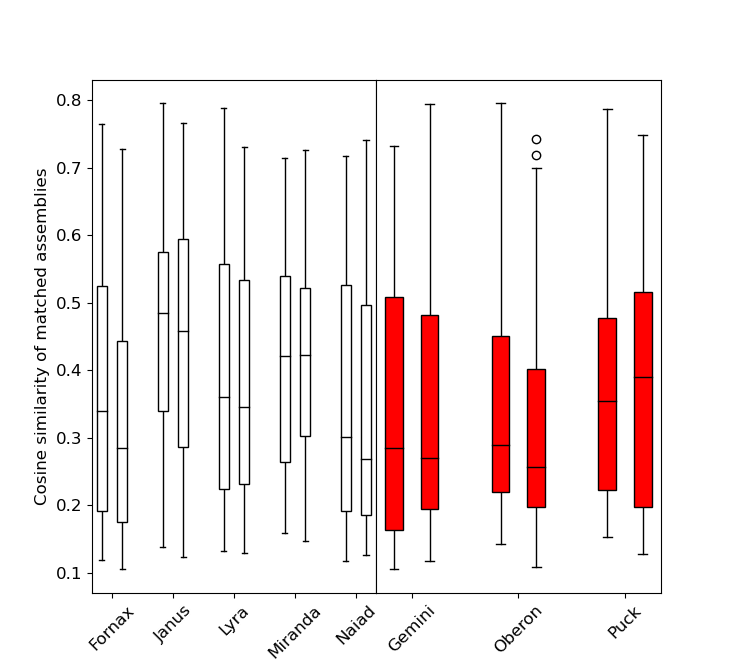 Cosine similarity of matched assemblies
0.8
0.7
0.6
0.5
0.4
0.3
0.2
0.1
Fornax
Janus
Lyra
Miranda
Naiad
Gemini
Oberon
Puck